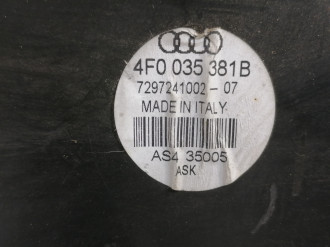 4F0 035 381B
7297241002-07
MADE IN ITALY
AS4 35005
ASK